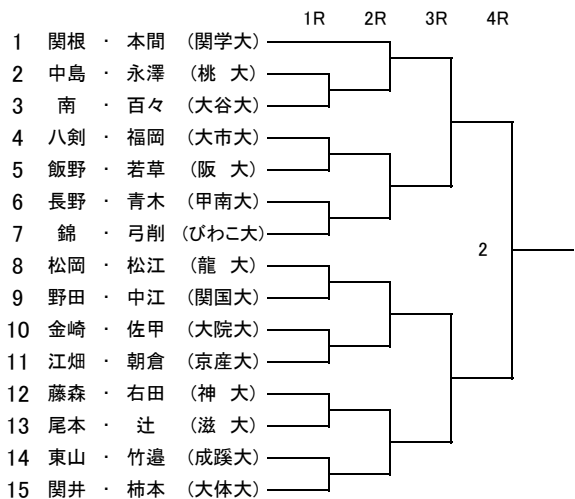 1R 2R 3R 4R
1 関根 ・ 本間 (関学大)
2 中島 ・ 永澤 (桃 大)
3 南 ・ 百々 (大谷大)
4 八剣 ・ 福岡 (大市大)
5 飯野 ・ 若草 (阪 大)
6 長野 ・ 青木 (甲南大)
7 錦 ・ 弓削 (びわこ大)
2
8 松岡 ・ 松江 (龍 大)
9 野田 ・ 中江 (関国大)
10 金崎 ・ 佐甲 (大院大)
11 江畑 ・ 朝倉 (京産大)
12 藤森 ・ 右田 (神 大)
13 尾本 ・ 辻 (滋 大)
14 東山 ・ 竹邉 (成蹊大)
15 関井 ・ 柿本 (大体大)